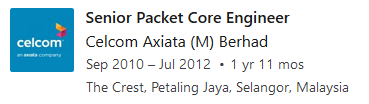 celcom
an axiata company
Senior Packet Core Engineer
Celcom Axiata (M) Berhad
Sep 2010 – Jul 2012 • 1 yr 11 mos
The Crest, Petaling Jaya, Selangor, Malaysia